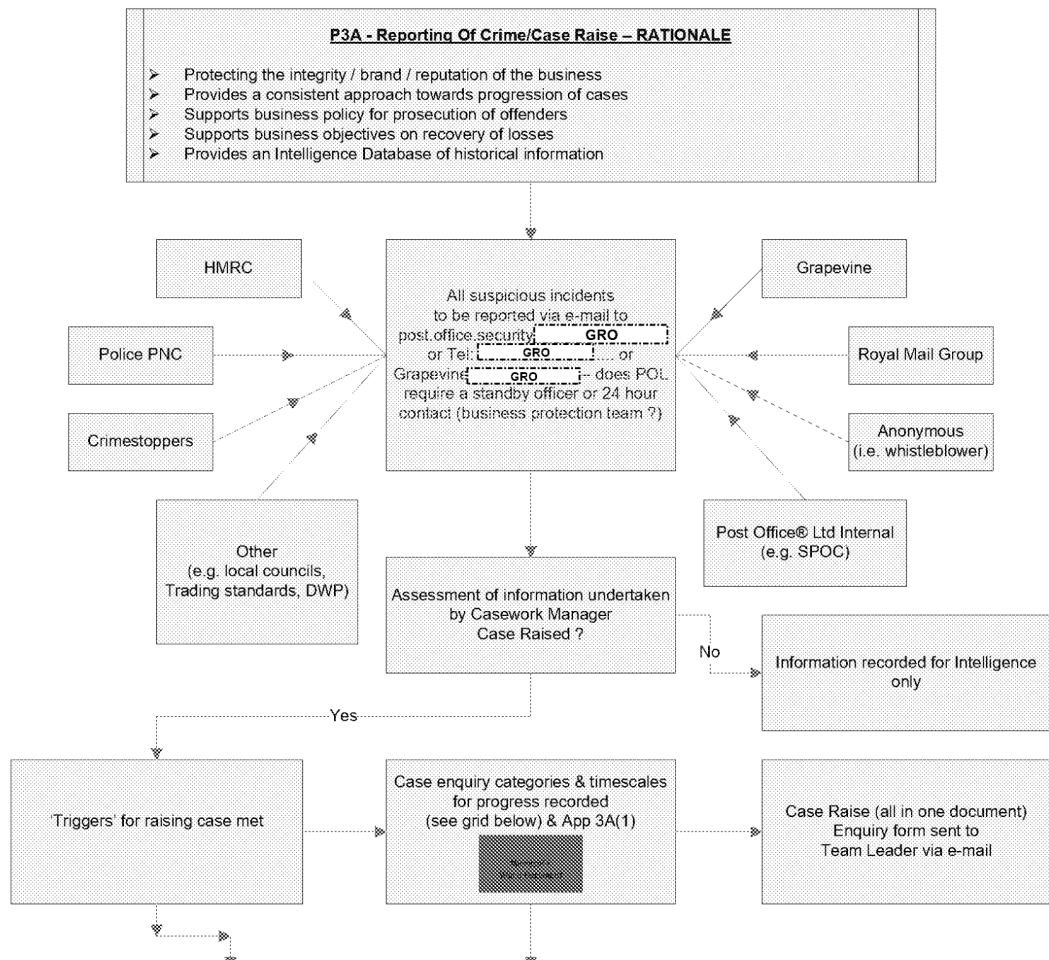 P3A - Reporting Of Crime/Case Raise – RATIONALE
➢ Protecting the integrity / brand / reputation of the business
➢ Provides a consistent approach towards progression of cases
➢ Supports business policy for prosecution of offenders
➢ Supports business objectives on recovery of losses
➢ Provides an Intelligence Database of historical information
HMRC
Police PNC
Crimestoppers
Other
(e.g. local councils,
Trading standards, DWP)
All suspicious incidents
to be reported via e-mail to
post.office.security GRO
or Tel: GRO .... or
Grapevine GRO -- does POL
require a standby officer or 24 hour
contact (business protection team ?)
Grapevine
Royal Mail Group
Anonymous
(i.e. whistleblower)
Post Office® Ltd Internal
(e.g. SPOC)
Assessment of information undertaken
by Casework Manager
Case Raised ?
No
Information recorded for Intelligence
only
Yes
'Triggers' for raising case met
Case enquiry categories & timescales
for progress recorded
(see grid below) & App 3A(1)
Case Raise (all in one document)
Enquiry form sent to
Team Leader via e-mail